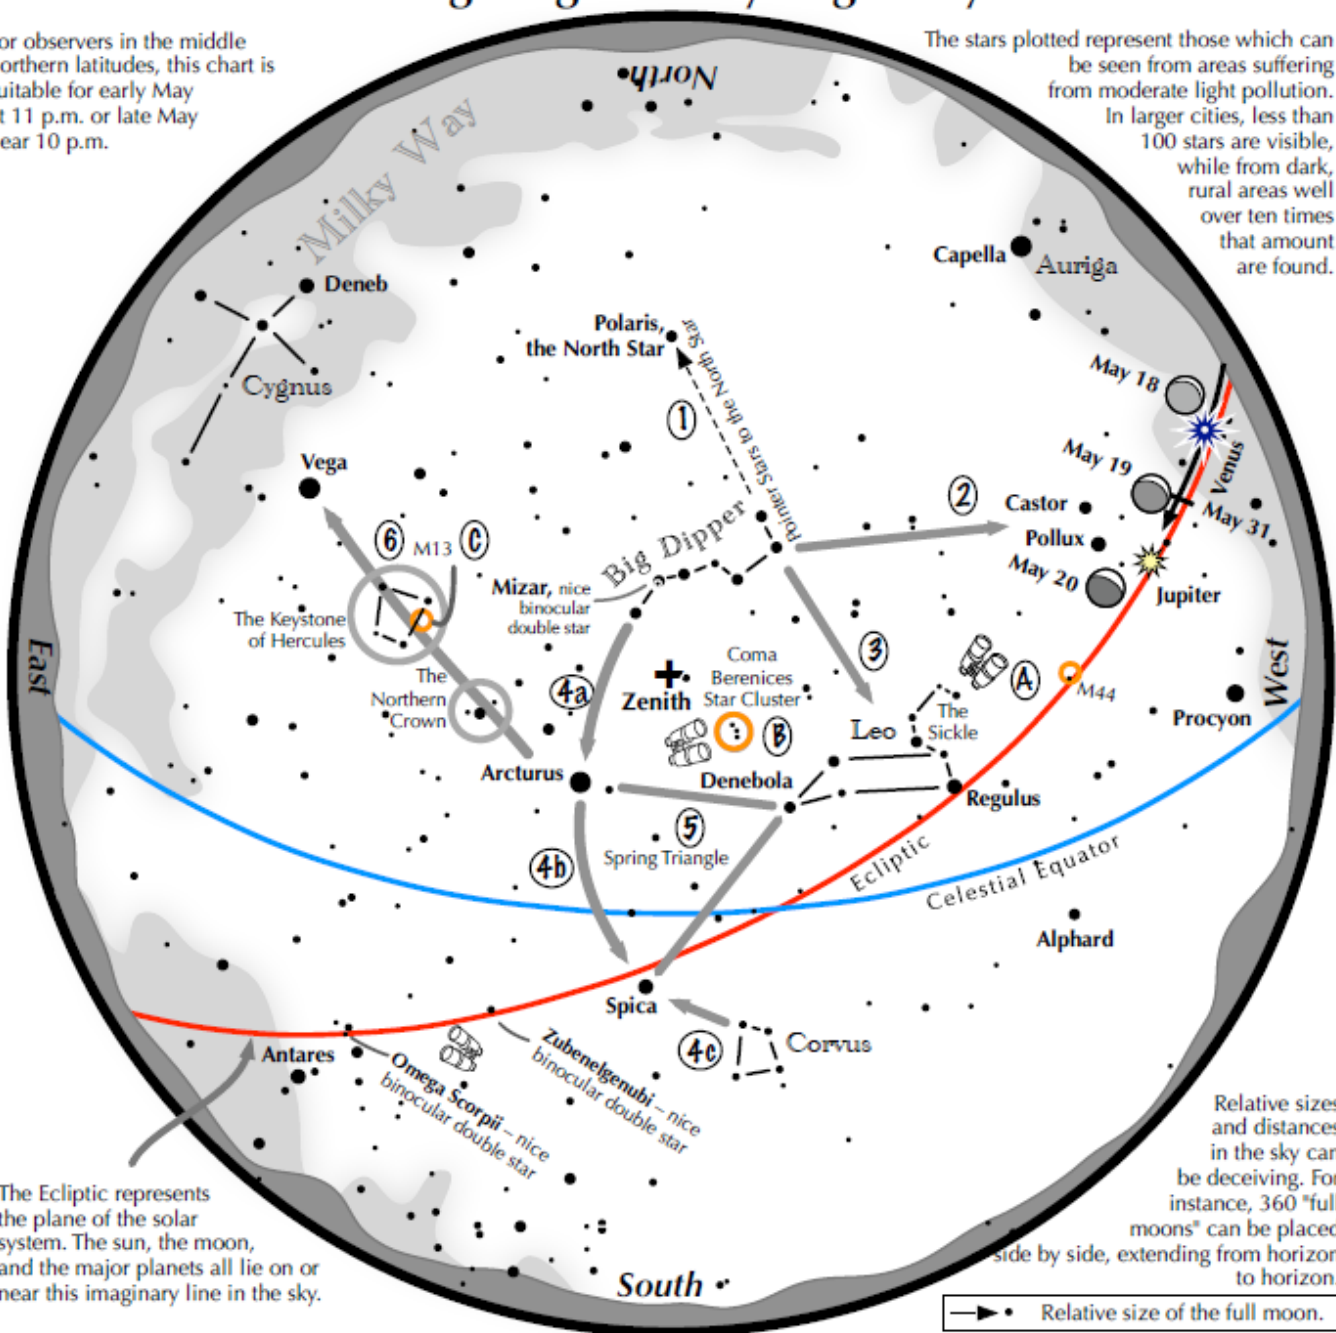 or observers in the middle
orthern latitudes, this chart is
uitable for early May
t 11 p.m. or late May
ear 10 p.m.
The stars plotted represent those which can
be seen from areas suffering
from moderate light pollution.
In larger cities, less than
100 stars are visible,
while from dark,
rural areas well
over ten times
that amount
are found.
North
Milky Way
Capella
Auriga
Deneb
Polaris,
the North Star
Pointer Stars to the North Star
Cygnus
May 18
Venus
May 19
May 31
1
Vega
2
Castor
Pollux
May 20
Jupiter
Big Dipper
6
M13
C
Mizar, nice
binocular
double star
The Keystone
of Hercules
East
West
3
Coma
Berenices
Star Cluster
A
M44
The
Northern
Crown
4a
Zenith
B
Leo
The
Sickle
Procyon
Arcturus
Denebola
Regulus
5
Spring Triangle
4b
Ecliptic
Celestial Equator
Alphard
Spica
4c
Corvus
Antares
Omega Scorpii – nice
binocular double star
Zubenelgenubi – nice
binocular double star
The Ecliptic represents
the plane of the solar
system. The sun, the moon,
and the major planets all lie on or
near this imaginary line in the sky.
South
Relative sizes
and distances
in the sky can
be deceiving. For
instance, 360 "full
moons" can be placed
side by side, extending from horizon
to horizon.
Relative size of the full moon.